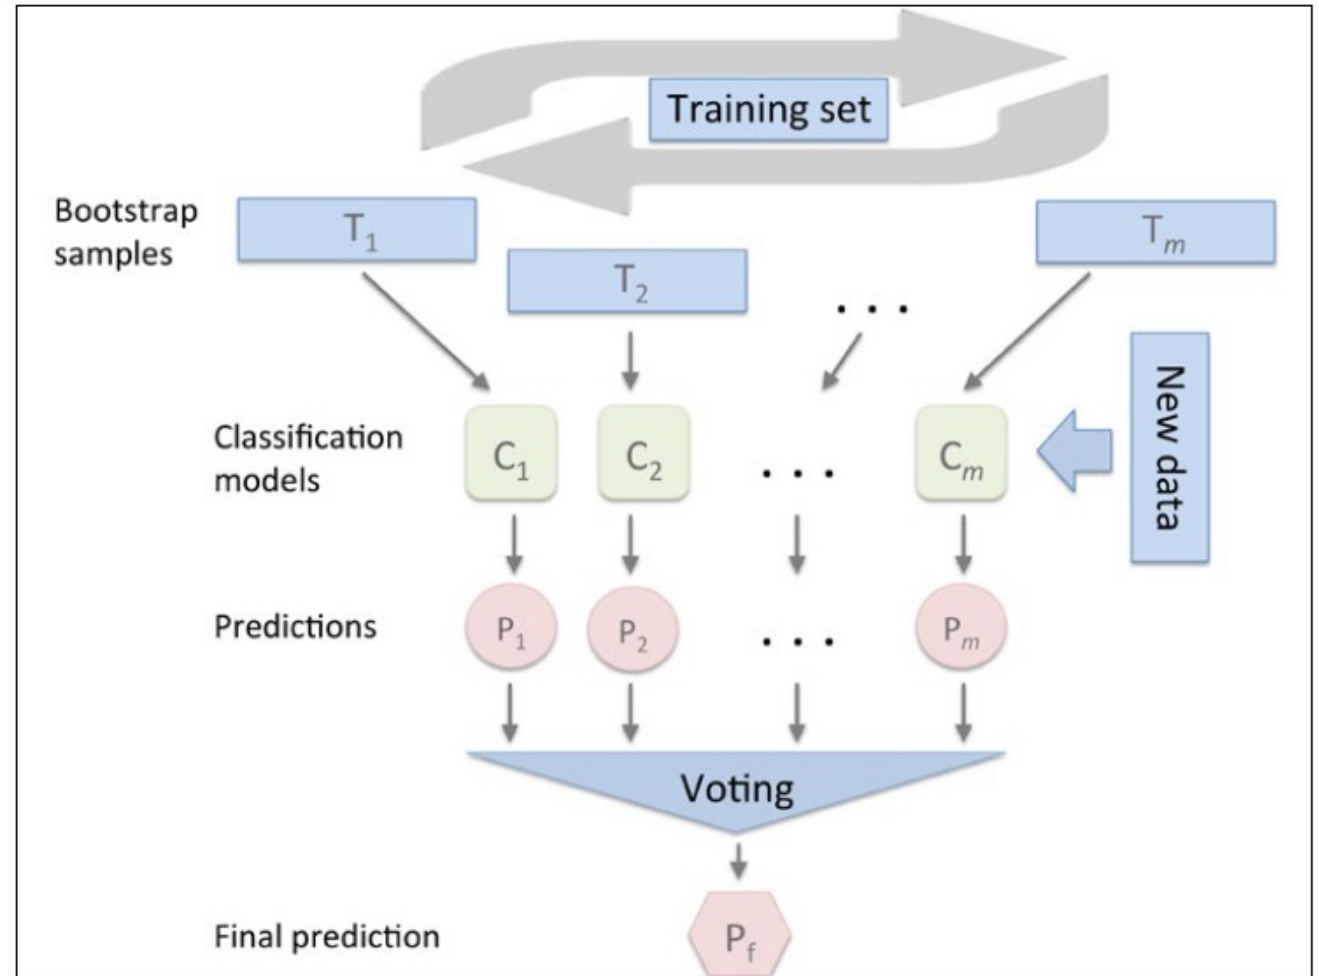 Training set
Bootstrap
samples
T1
T2
Tm
. . .
Classification
models
C1
C2
. . .
Cm
New data
Predictions
P1
P2
. . .
Pm
Voting
Final prediction
Pf